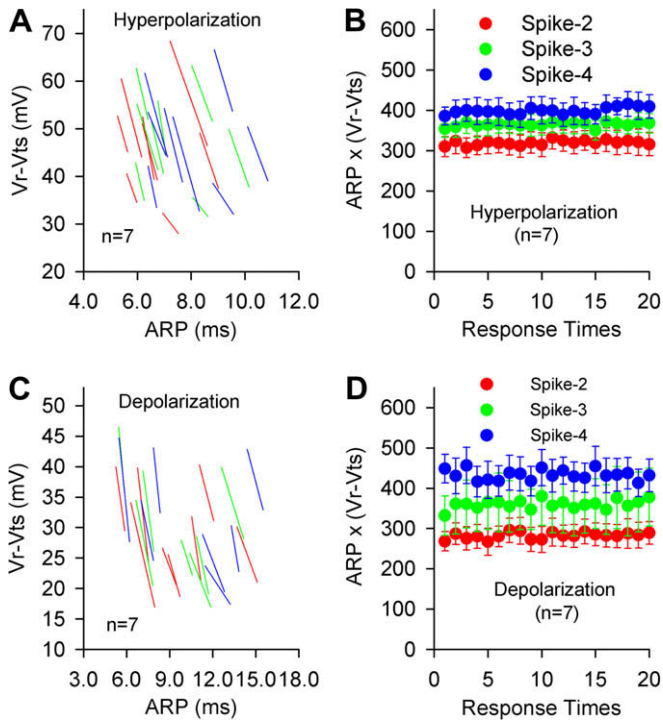 A
Hyperpolarization
Vr-Vts (mV)
70
60
50
40
30
20
n=7
4.0 6.0 8.0 10.0 12.0
ARP (ms)
B
Spike-2
Spike-3
Spike-4
ARP x (Vr-Vts)
600
500
400
300
200
100
0
Hyperpolarization
(n=7)
0 5 10 15 20
Response Times
C
Depolarization
Vr-Vts (mV)
50
45
40
35
30
25
20
15
10
n=7
3.0 6.0 9.0 12.0 15.0 18.0
ARP (ms)
D
Spike-2
Spike-3
Spike-4
ARP x (Vr-Vts)
600
500
400
300
200
100
0
Depolarization
(n=7)
0 5 10 15 20
Response Times